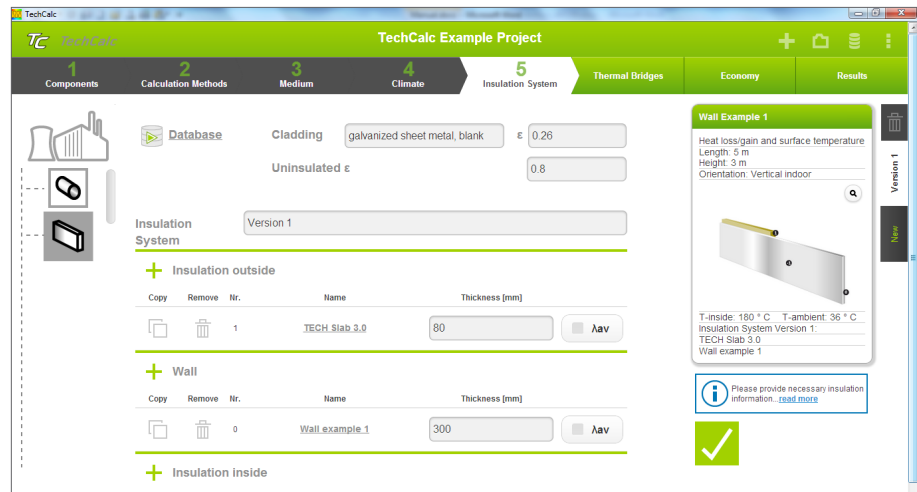 TechCalc
TC TechCalc
TechCalc Example Project
1
Components
2
Calculation Methods
3
Medium
4
Climate
5
Insulation System
Thermal Bridges
Economy
Results
Database
Cladding
galvanized sheet metal, blank
ε
0.26
Uninsulated ε
0.8
Insulation
System
Version 1
Insulation outside
Copy Remove Nr. Name Thickness [mm]
1 TECH Slab 3.0 80 λav
Wall
Copy Remove Nr. Name Thickness [mm]
0 Wall example 1 300 λav
Insulation inside
Wall Example 1
Heat loss/gain and surface temperature
Length: 5 m
Height: 3 m
Orientation: Vertical indoor
T-inside: 180 ° C T-ambient: 36 ° C
Insulation System Version 1:
TECH Slab 3.0
Wall example 1
Please provide necessary insulation
information...read more
Version 1
New